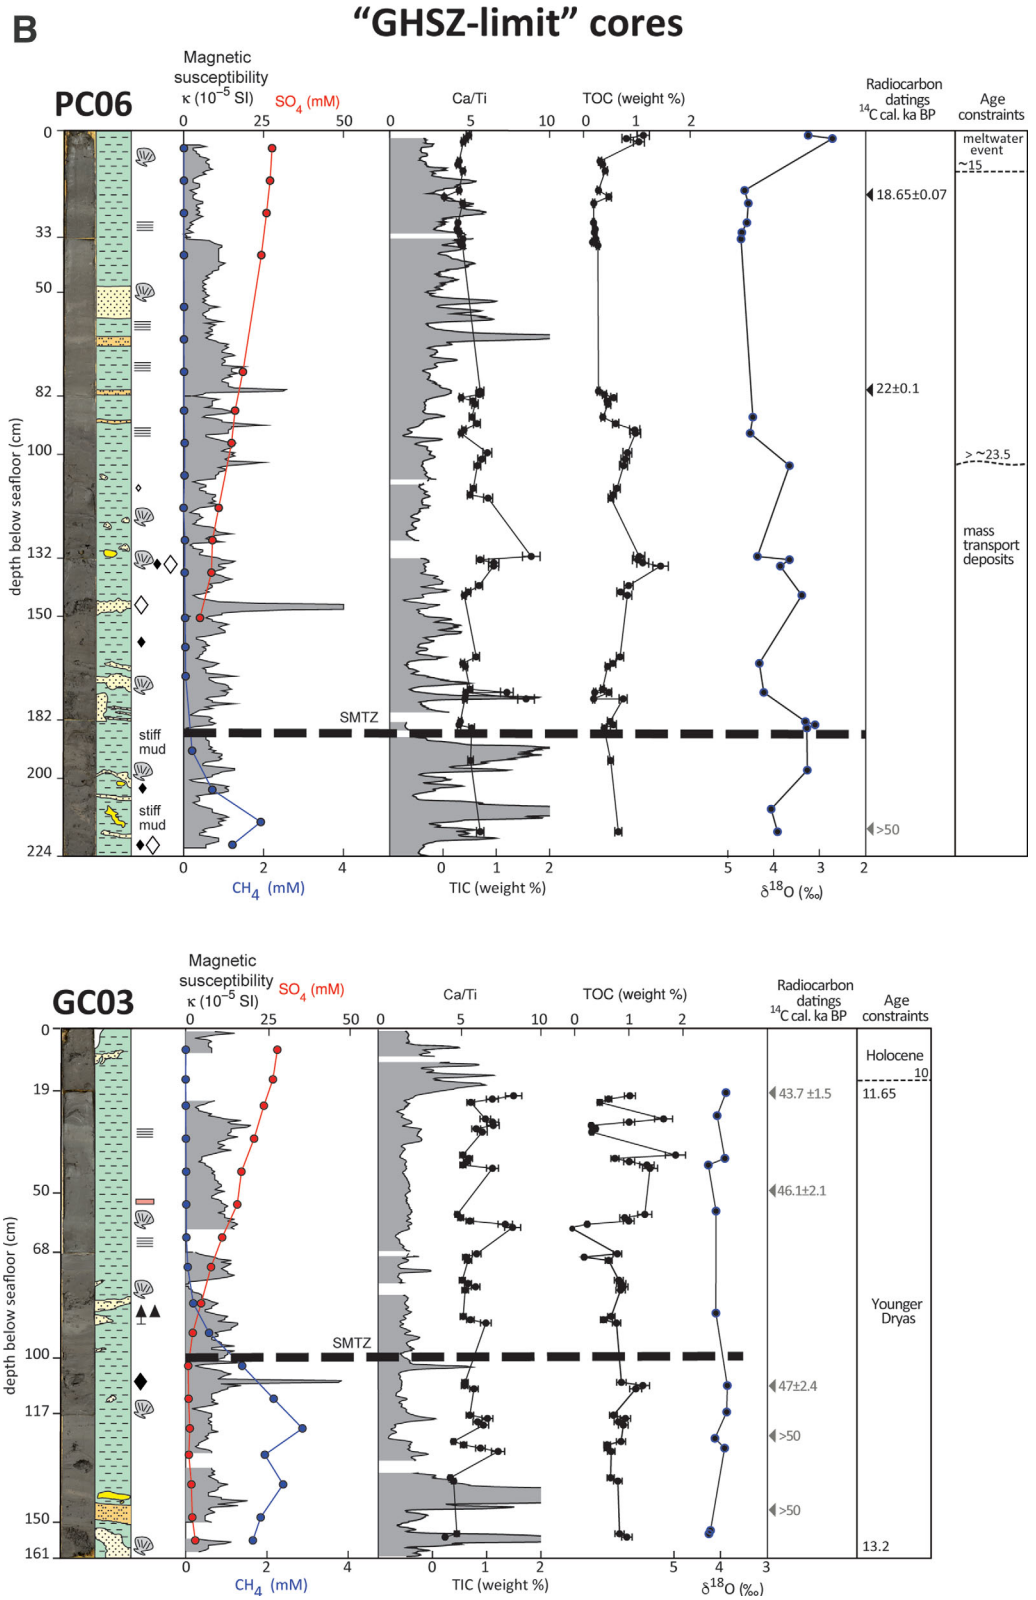 B
“GHSZ-limit” cores
PC06
Magnetic
susceptibility
κ (10⁻⁵ SI)
SO₄ (mM)
Ca/Ti
TOC (weight %)
Radiocarbon
datings
¹⁴C cal. ka BP
Age
constraints
0 25 50
0 5 10
0 1 2
depth below seafloor (cm)
0
33
50
82
100
132
150
182
200
224
stiff
mud
stiff
mud
SMTZ
18.65±0.07
22±0.1
>50
meltwater
event
~15
> ~23.5
mass
transport
deposits
0 2 4
0 1 2
5 4 3 2
CH₄ (mM)
TIC (weight %)
δ¹⁸O (‰)
GC03
Magnetic
susceptibility
κ (10⁻⁵ SI)
SO₄ (mM)
Ca/Ti
TOC (weight %)
Radiocarbon
datings
¹⁴C cal. ka BP
Age
constraints
0 25 50
0 5 10
0 1 2
depth below seafloor (cm)
0
19
50
68
100
117
150
161
SMTZ
43.7 ±1.5
46.1±2.1
47±2.4
>50
>50
Holocene
10
11.65
Younger
Dryas
13.2
0 2 4
0 1 2
5 4 3
CH₄ (mM)
TIC (weight %)
δ¹⁸O (‰)